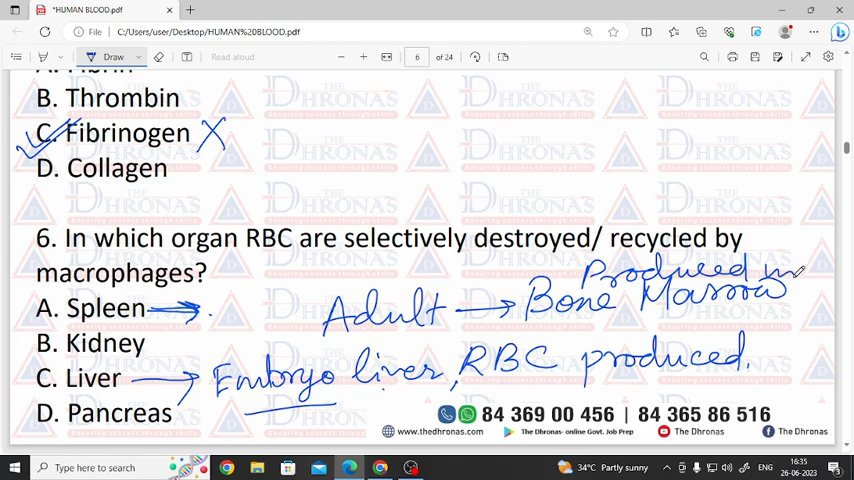 *HUMAN%20BLOOD.pdf
File
C:/Users/user/Desktop/HUMAN%20BLOOD.pdf
Draw
Read aloud
6
of 24
B. Thrombin
C. Fibrinogen
D. Collagen
6. In which organ RBC are selectively destroyed/ recycled by
macrophages?
Produced in
A. Spleen
Adult → Bone Marrow
B. Kidney
C. Liver → Embryo liver, RBC produced.
D. Pancreas
84 369 00 456 | 84 365 86 516
www.thedhronas.com
The Dhronas- online Govt. Job Prep
The Dhronas
The Dhronas
THE DHRONAS
Type here to search
34°C Partly sunny
ENG
16:35
26-06-2023
3